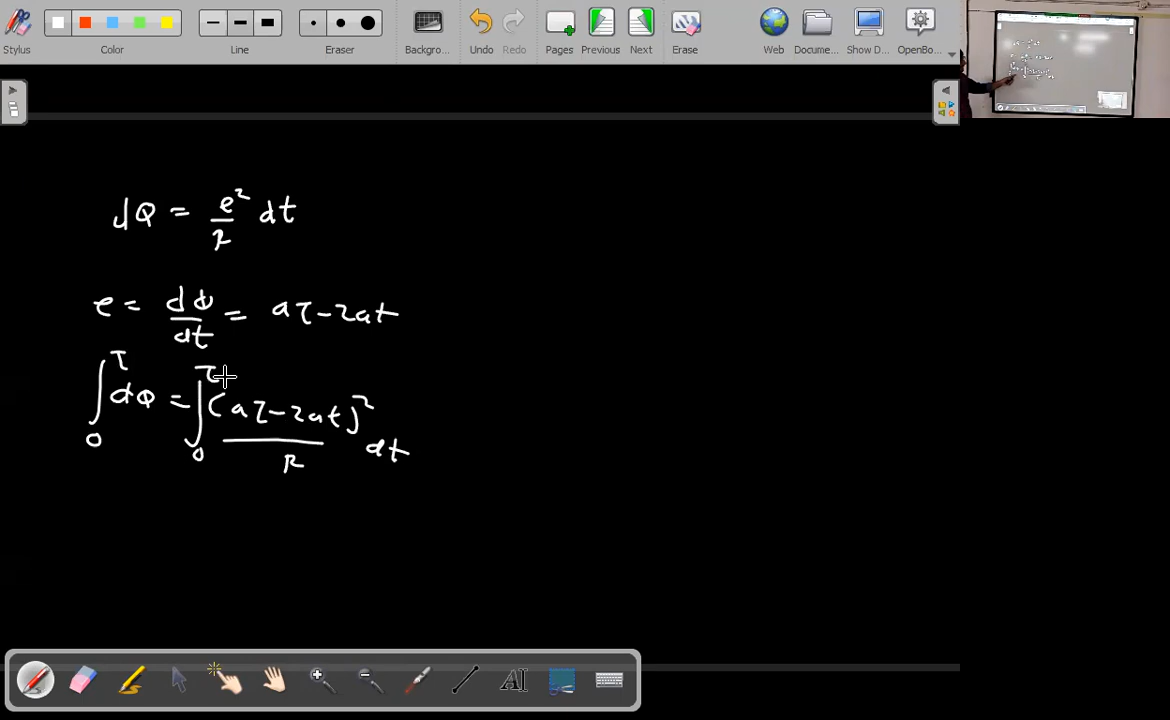 Stylus Color Line Eraser Backgro... Undo Redo Pages Previous Next Erase Web Docume... Show D... OpenBo...
dQ = e²/R dt
e = dΦ/dt = aτ - 2at
∫₀^τ dQ = ∫₀^τ (aτ - 2at)²/R dt